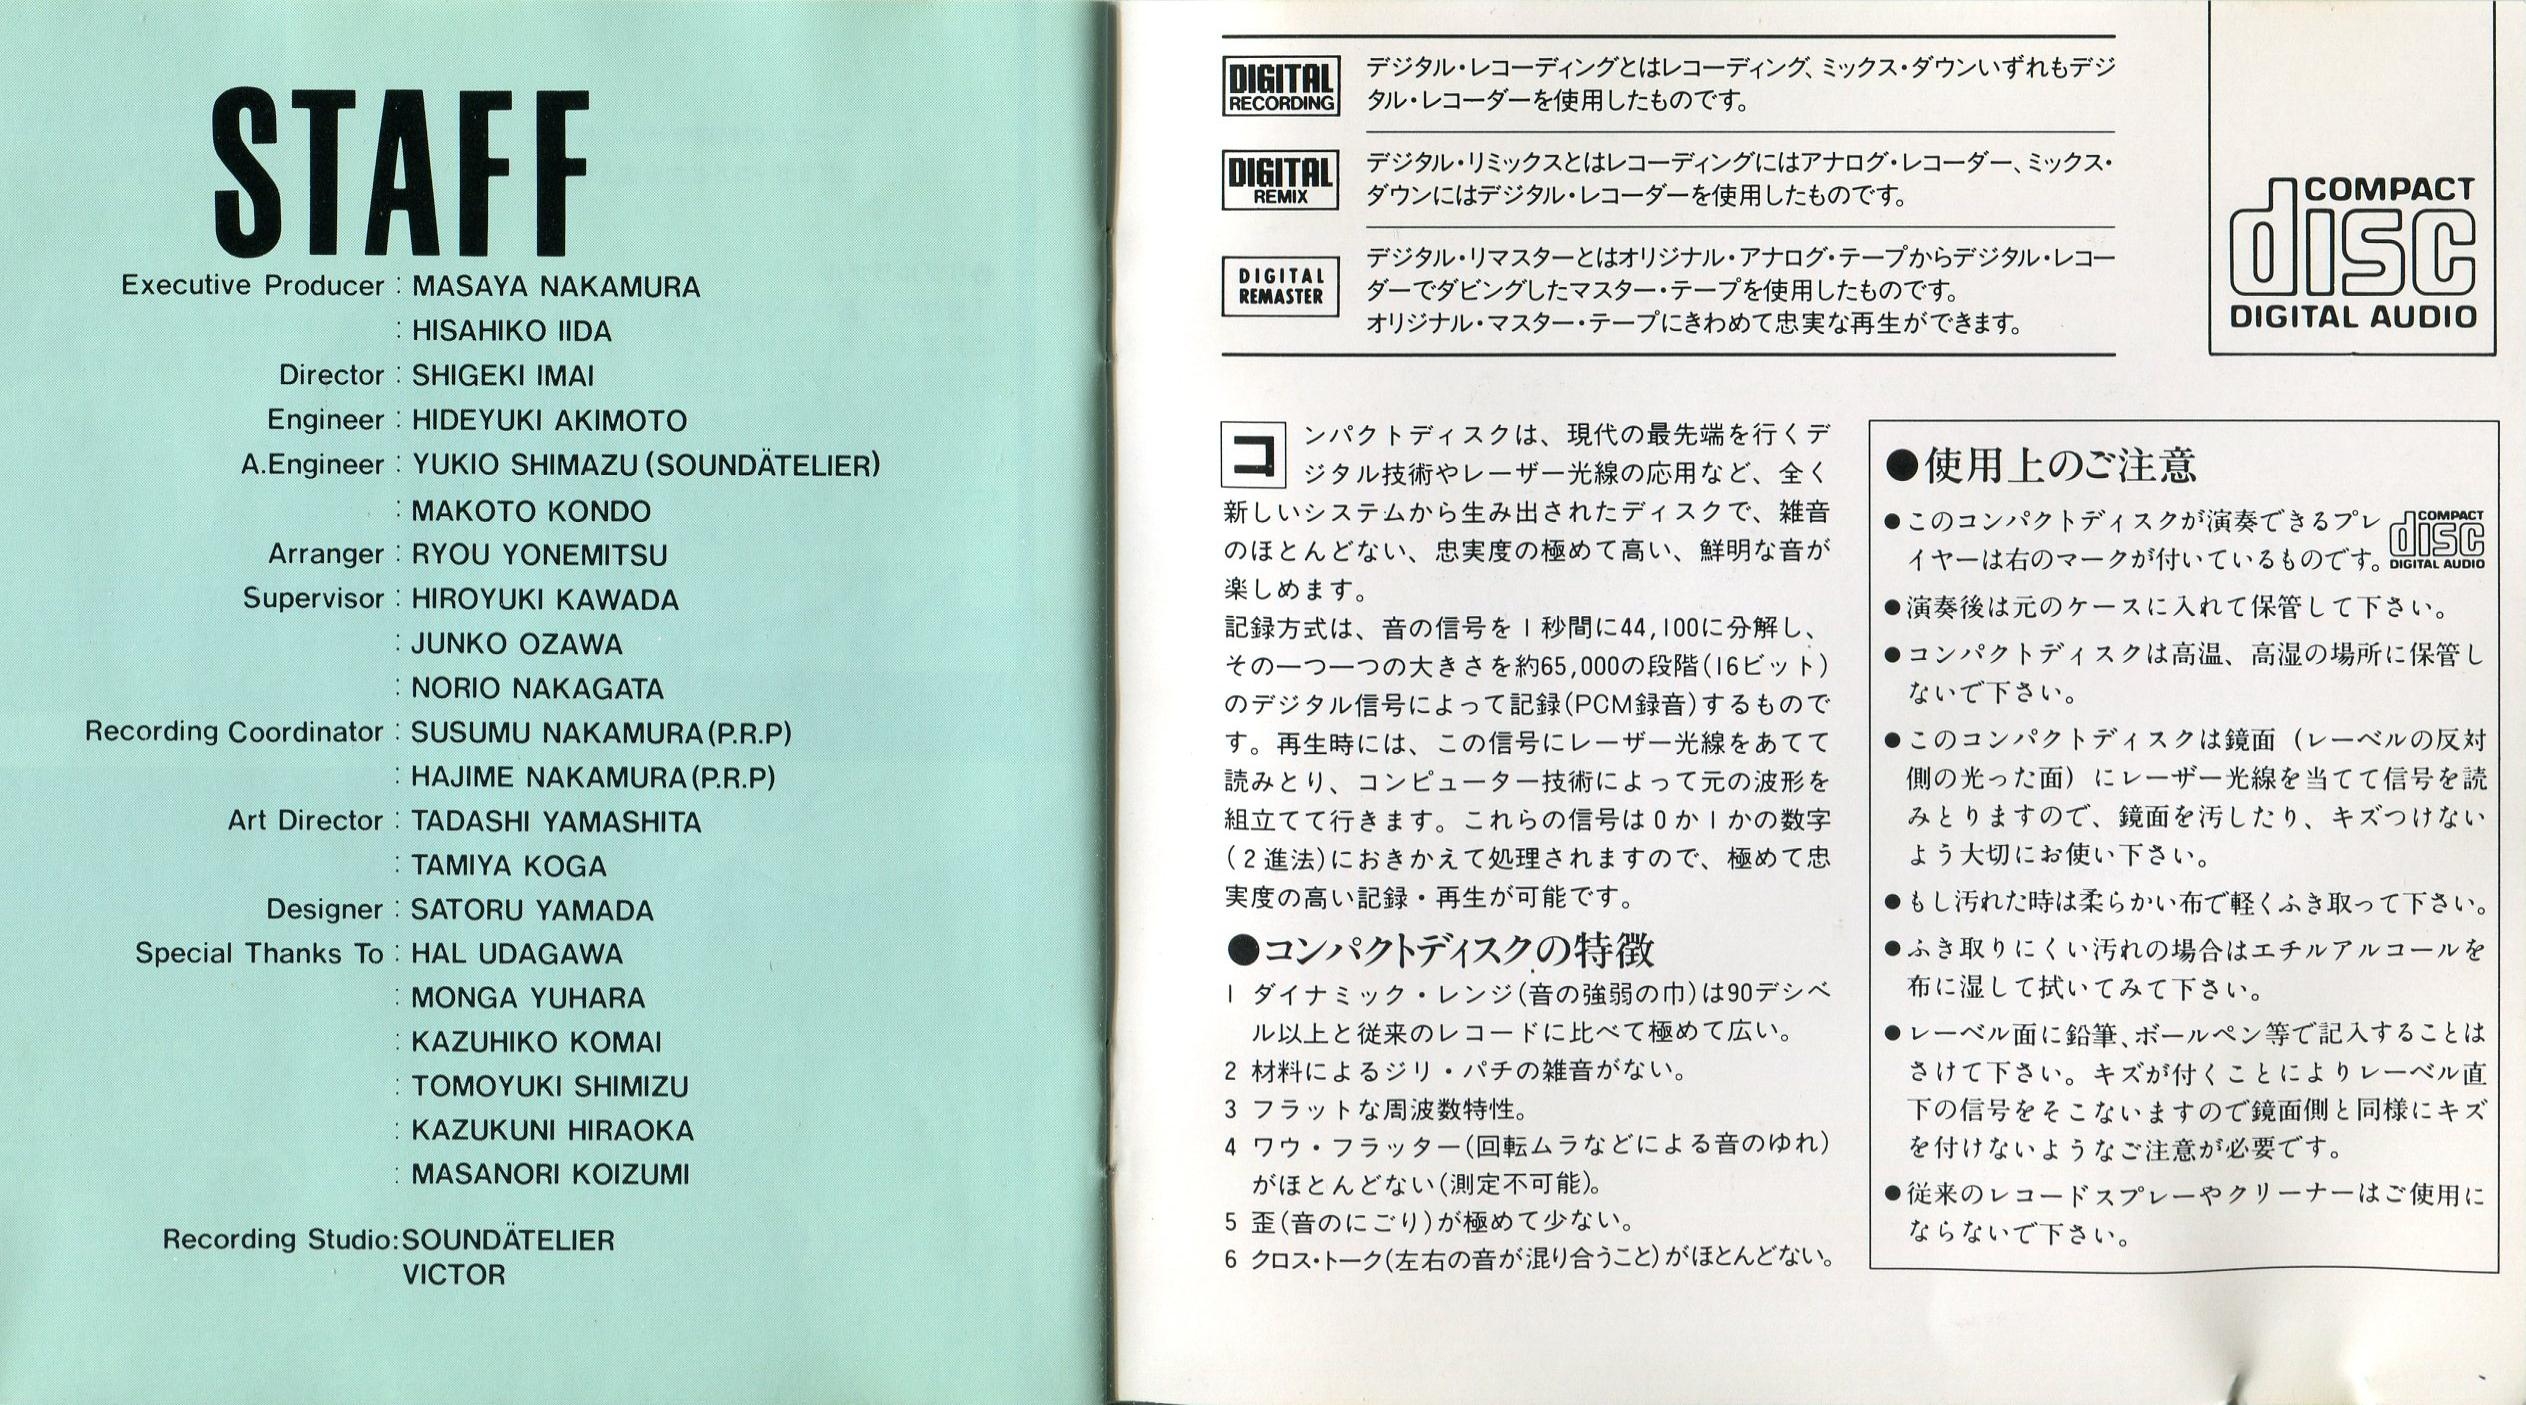 STAFF
Executive Producer : MASAYA NAKAMURA
: HISAHIKO IIDA
Director : SHIGEKI IMAI
Engineer : HIDEYUKI AKIMOTO
A.Engineer : YUKIO SHIMAZU (SOUNDÄTELIER)
: MAKOTO KONDO
Arranger : RYOU YONEMITSU
Supervisor : HIROYUKI KAWADA
: JUNKO OZAWA
: NORIO NAKAGATA
Recording Coordinator : SUSUMU NAKAMURA (P.R.P)
: HAJIME NAKAMURA (P.R.P)
Art Director : TADASHI YAMASHITA
: TAMIYA KOGA
Designer : SATORU YAMADA
Special Thanks To : HAL UDAGAWA
: MONGA YUHARA
: KAZUHIKO KOMAI
: TOMOYUKI SHIMIZU
: KAZUKUNI HIRAOKA
: MASANORI KOIZUMI
Recording Studio:SOUNDÄTELIER
VICTOR
DIGITAL
RECORDING
デジタル・レコーディングとはレコーディング、ミックス・ダウンいずれもデジ
タル・レコーダーを使用したものです。
DIGITAL
REMIX
デジタル・リミックスとはレコーディングにはアナログ・レコーダー、ミックス・
ダウンにはデジタル・レコーダーを使用したものです。
DIGITAL
REMASTER
デジタル・リマスターとはオリジナル・アナログ・テープからデジタル・レコー
ダーでダビングしたマスター・テープを使用したものです。
オリジナル・マスター・テープにきわめて忠実な再生ができます。
COMPACT
disc
DIGITAL AUDIO
コンパクトディスクは、現代の最先端を行くデ
ジタル技術やレーザー光線の応用など、全く
新しいシステムから生み出されたディスクで、雑音
のほとんどない、忠実度の極めて高い、鮮明な音が
楽しめます。
記録方式は、音の信号を1秒間に44,100に分解し、
その一つ一つの大きさを約65,000の段階(16ビット)
のデジタル信号によって記録(PCM録音)するもので
す。再生時には、この信号にレーザー光線をあてて
読みとり、コンピューター技術によって元の波形を
組立てて行きます。これらの信号は0か1かの数字
(2進法)におきかえて処理されますので、極めて忠
実度の高い記録・再生が可能です。
●コンパクトディスクの特徴
1 ダイナミック・レンジ(音の強弱の巾)は90デシベ
ル以上と従来のレコードに比べて極めて広い。
2 材料によるジリ・パチの雑音がない。
3 フラットな周波数特性。
4 ワウ・フラッター(回転ムラなどによる音のゆれ)
がほとんどない(測定不可能)。
5 歪(音のにごり)が極めて少ない。
6 クロス・トーク(左右の音が混り合うこと)がほとんどない。
●使用上のご注意
●このコンパクトディスクが演奏できるプレ
イヤーは右のマークが付いているものです。
COMPACT
disc
DIGITAL AUDIO
●演奏後は元のケースに入れて保管して下さい。
●コンパクトディスクは高温、高湿の場所に保管し
ないで下さい。
●このコンパクトディスクは鏡面(レーベルの反対
側の光った面)にレーザー光線を当てて信号を読
みとりますので、鏡面を汚したり、キズつけない
よう大切にお使い下さい。
●もし汚れた時は柔らかい布で軽くふき取って下さい。
●ふき取りにくい汚れの場合はエチルアルコールを
布に湿して拭いてみて下さい。
●レーベル面に鉛筆、ボールペン等で記入することは
さけて下さい。キズが付くことによりレーベル直
下の信号をそこないますので鏡面側と同様にキズ
を付けないようなご注意が必要です。
●従来のレコードスプレーやクリーナーはご使用に
ならないで下さい。